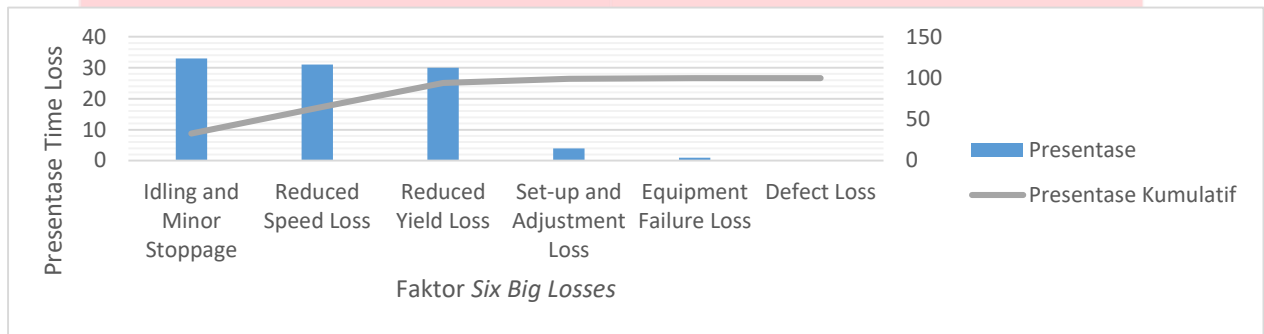 Presentase Time Loss
40
30
20
10
0
150
100
50
0
Idling and
Minor
Stoppage
Reduced
Speed Loss
Reduced
Yield Loss
Set-up and
Adjustment
Loss
Equipment
Failure Loss
Defect Loss
Faktor Six Big Losses
Presentase
Presentase Kumulatif